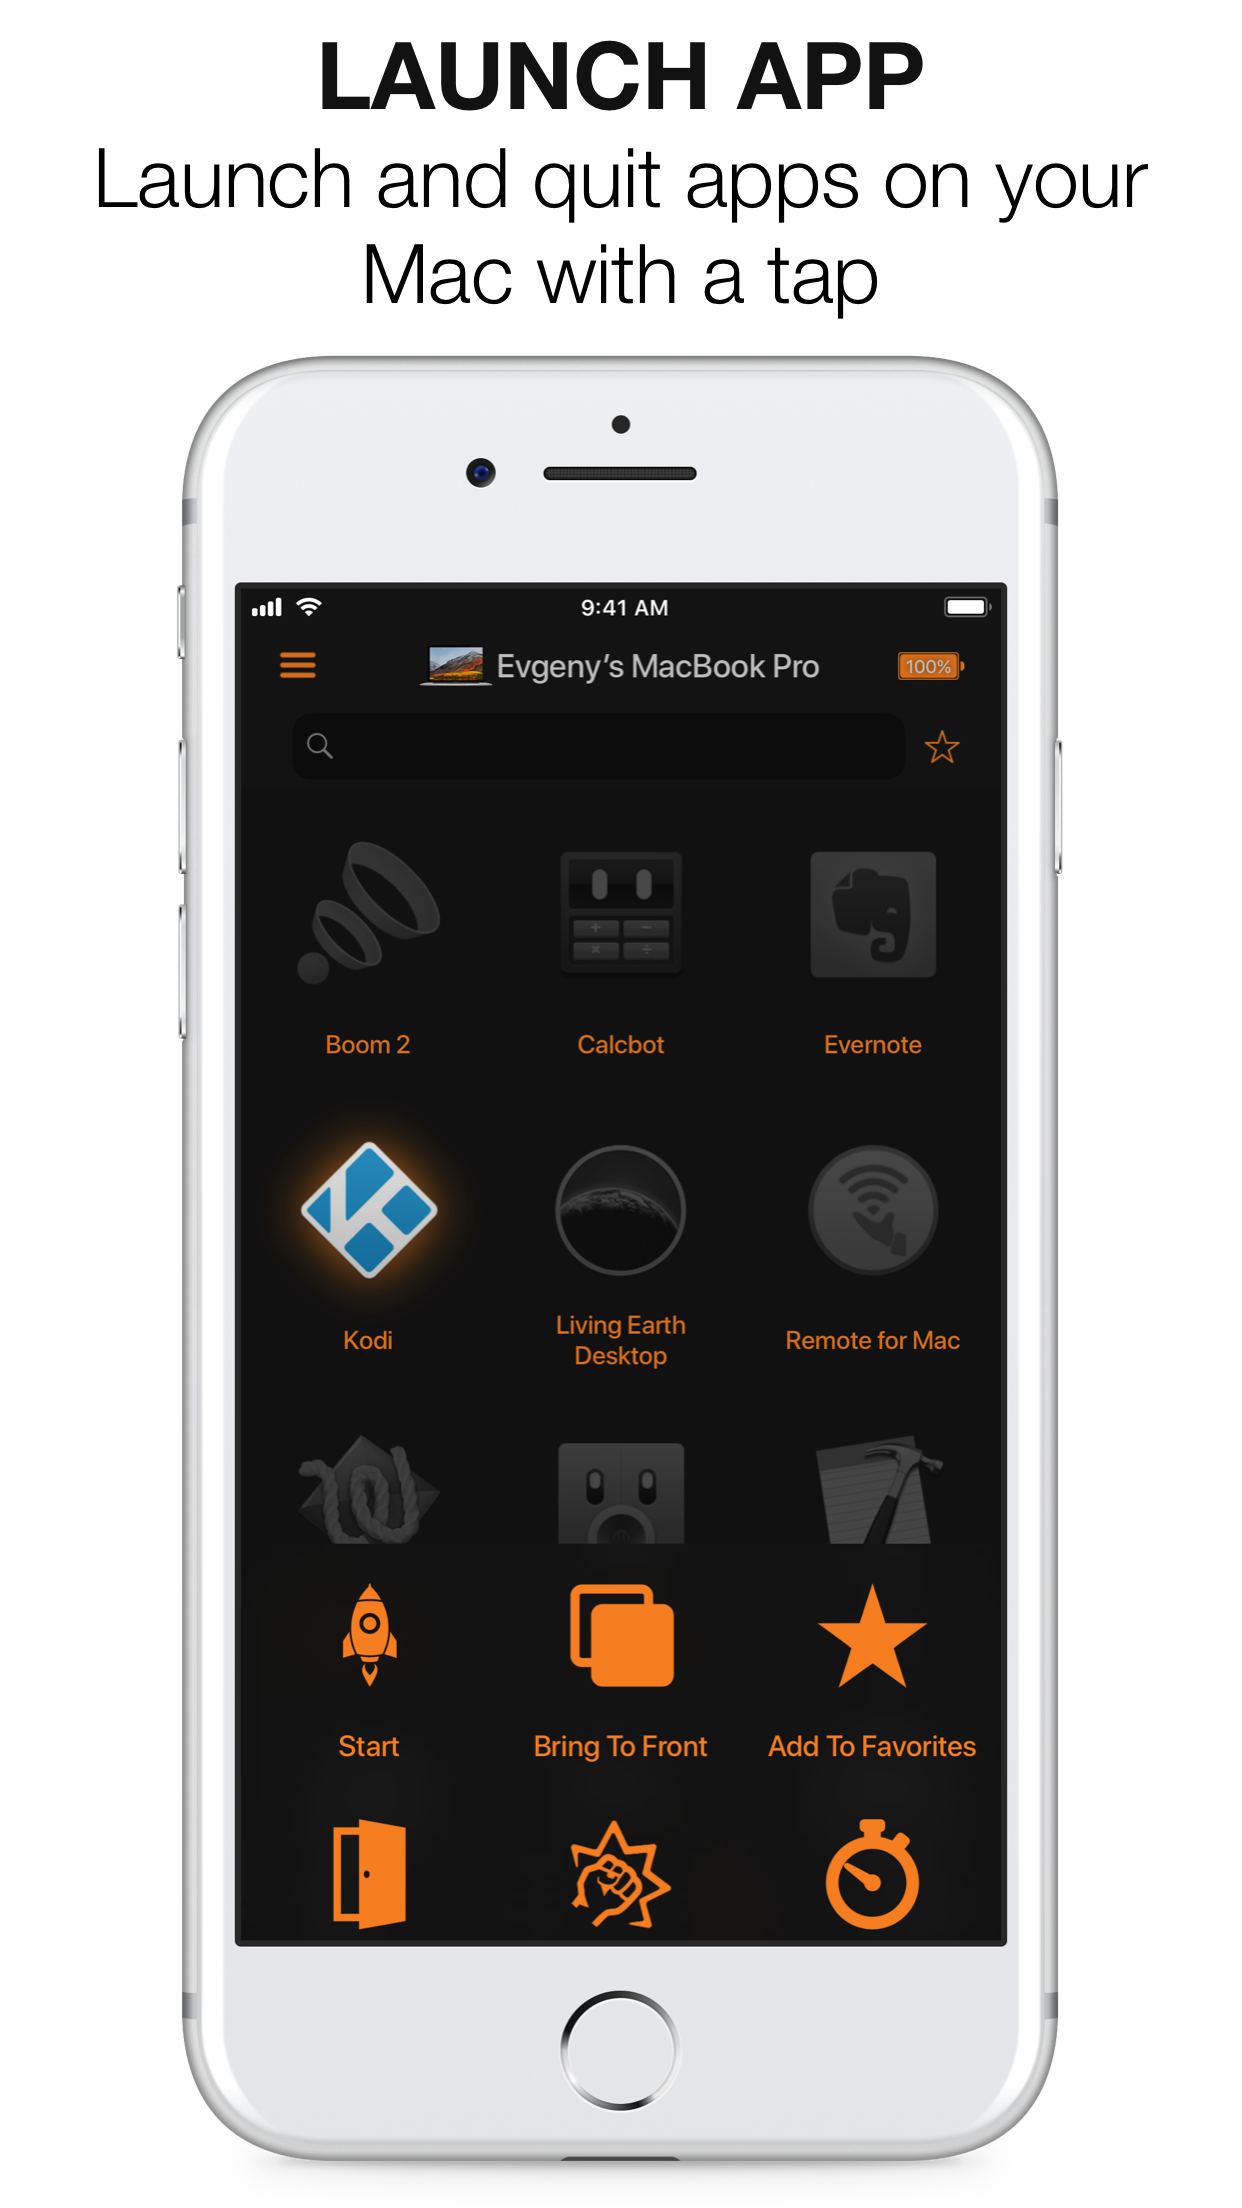 LAUNCH APP
Launch and quit apps on your
Mac with a tap
9:41 AM
Evgeny’s MacBook Pro
100%
Boom 2
Calcbot
Evernote
Kodi
Living Earth
Desktop
Remote for Mac
Start
Bring To Front
Add To Favorites